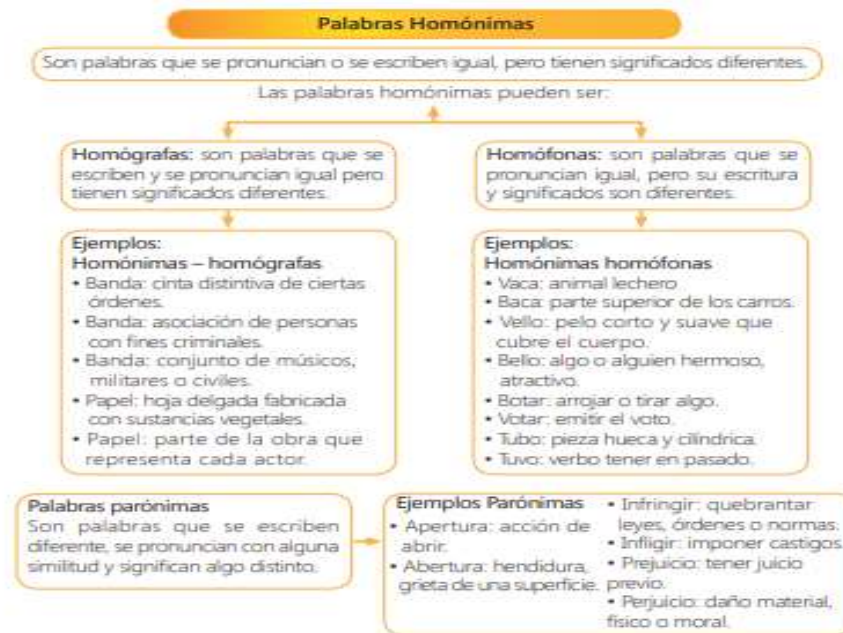 Palabras Homónimas
Son palabras que se pronuncian o se escriben igual, pero tienen significados diferentes.
Las palabras homónimas pueden ser:
Homógrafas: son palabras que se
escriben y se pronuncian igual pero
tienen significados diferentes.
Homófonas: son palabras que se
pronuncian igual, pero su escritura
y significados son diferentes.
Ejemplos:
Homónimas – homógrafas
• Banda: cinta distintiva de ciertas
órdenes.
• Banda: asociación de personas
con fines criminales.
• Banda: conjunto de músicos,
militares o civiles.
• Papel: hoja delgada fabricada
con sustancias vegetales.
• Papel: parte de la obra que
representa cada actor.
Ejemplos:
Homónimas homófonas
• Vaca: animal lechero
• Baca: parte superior de los carros.
• Vello: pelo corto y suave que
cubre el cuerpo.
• Bello: algo o alguien hermoso,
atractivo.
• Botar: arrojar o tirar algo.
• Votar: emitir el voto.
• Tubo: pieza hueca y cilíndrica.
• Tuvo: verbo tener en pasado.
Palabras parónimas
Son palabras que se escriben
diferente, se pronuncian con alguna
similitud y significan algo distinto.
Ejemplos Parónimas
• Apertura: acción de
abrir.
• Abertura: hendidura,
grieta de una superficie.
• Infringir: quebrantar
leyes, órdenes o normas.
• Infligir: imponer castigos.
• Prejuicio: tener juicio
previo.
• Perjuicio: daño material,
físico o moral.